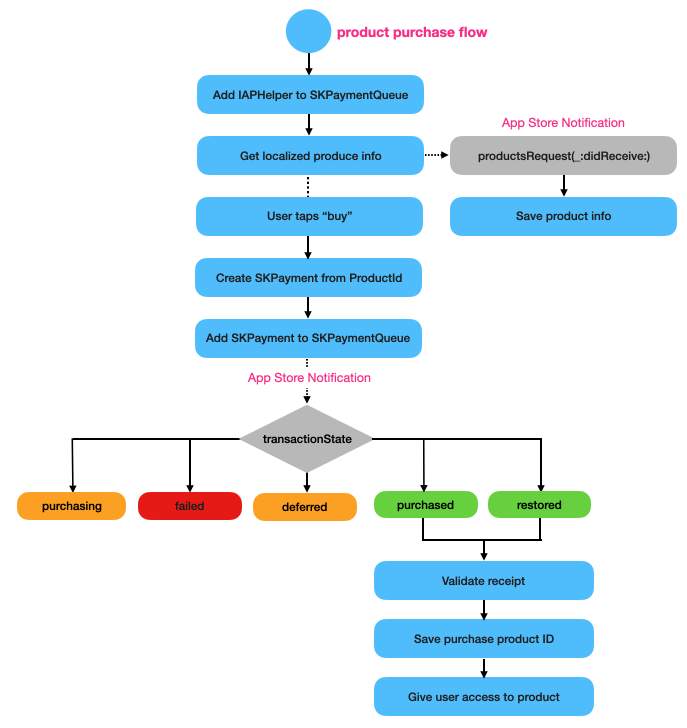 product purchase flow
Add IAPHelper to SKPaymentQueue
App Store Notification
Get localized produce info
productsRequest(_:didReceive:)
User taps “buy”
Save product info
Create SKPayment from ProductId
Add SKPayment to SKPaymentQueue
App Store Notification
transactionState
purchasing
failed
deferred
purchased
restored
Validate receipt
Save purchase product ID
Give user access to product